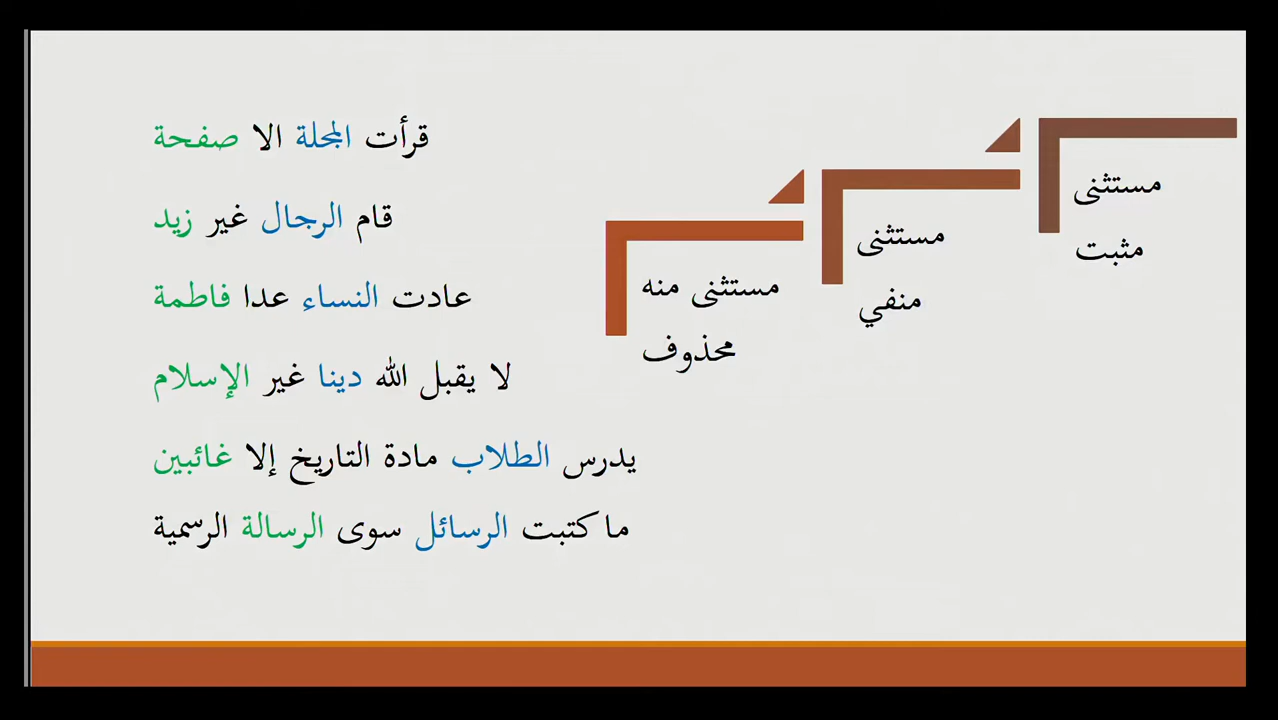 مستثنى
مثبت
مستثنى
منفي
مستثنى منه
محذوف
قرأت المجلة الا صفحة
قام الرجال غير زيد
عادت النساء عدا فاطمة
لا يقبل الله دينا غير الإسلام
يدرس الطلاب مادة التاريخ إلا غائبين
ما كتبت الرسائل سوى الرسالة الرسمية